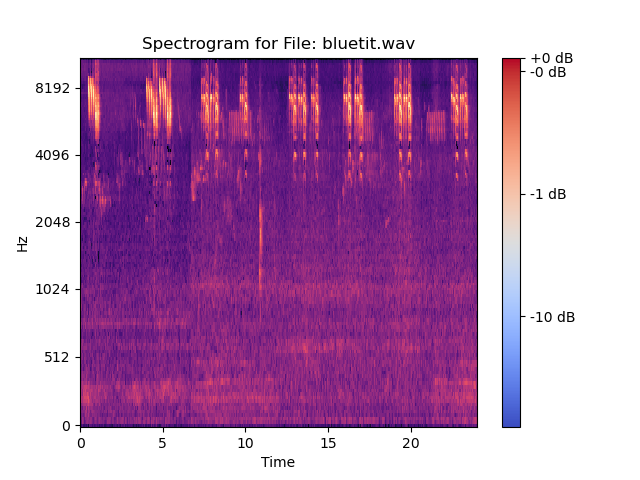 Spectrogram for File: bluetit.wav
+0 dB
-0 dB
8192
4096
-1 dB
2048
Hz
1024
-10 dB
512
0
0 5 10 15 20
Time